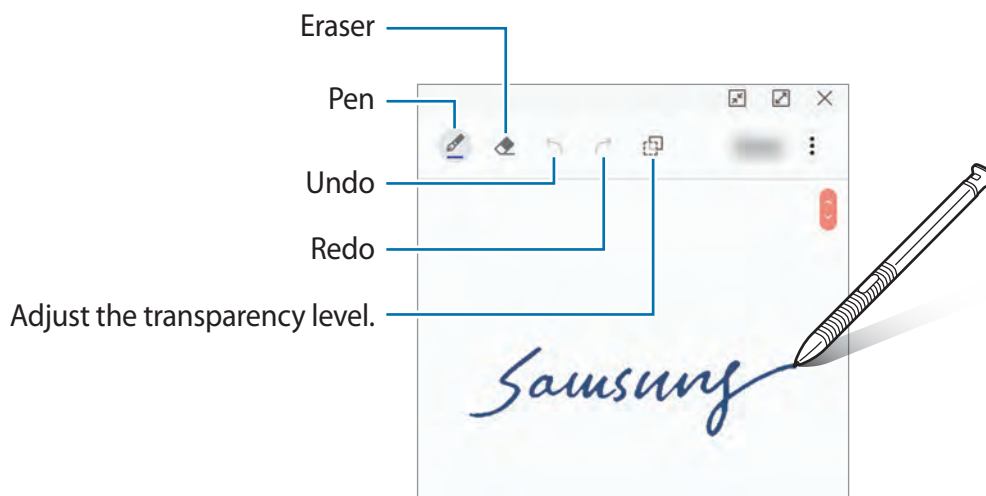 Eraser
Pen
Undo
Redo
Adjust the transparency level.
Samsung